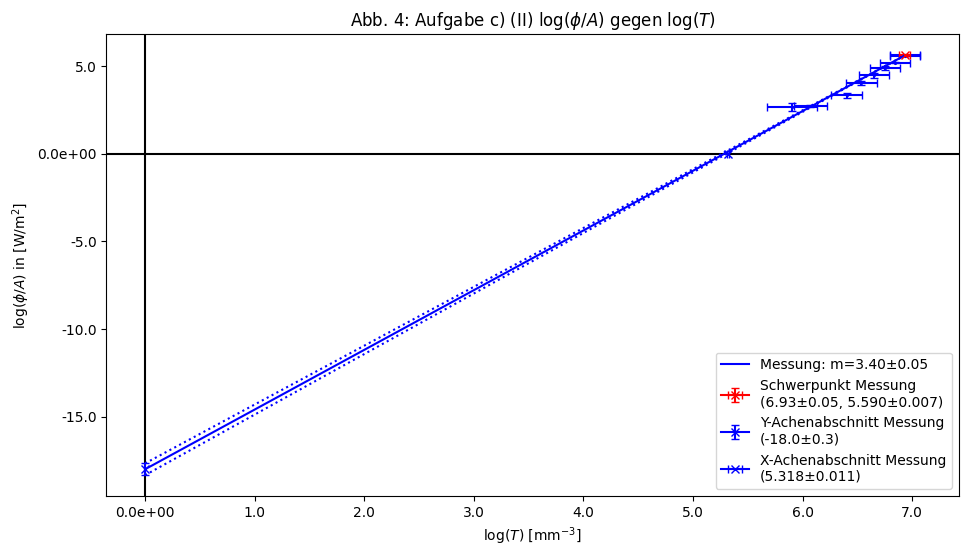 Abb. 4: Aufgabe c) (II) log(ϕ/A) gegen log(T)
log(ϕ/A) in [W/m²]
5.0
0.0e+00
-5.0
-10.0
-15.0
0.0e+00 1.0 2.0 3.0 4.0 5.0 6.0 7.0
log(T) [mm⁻³]
Messung: m=3.40±0.05
Schwerpunkt Messung
(6.93±0.05, 5.590±0.007)
Y-Achenabschnitt Messung
(-18.0±0.3)
X-Achenabschnitt Messung
(5.318±0.011)